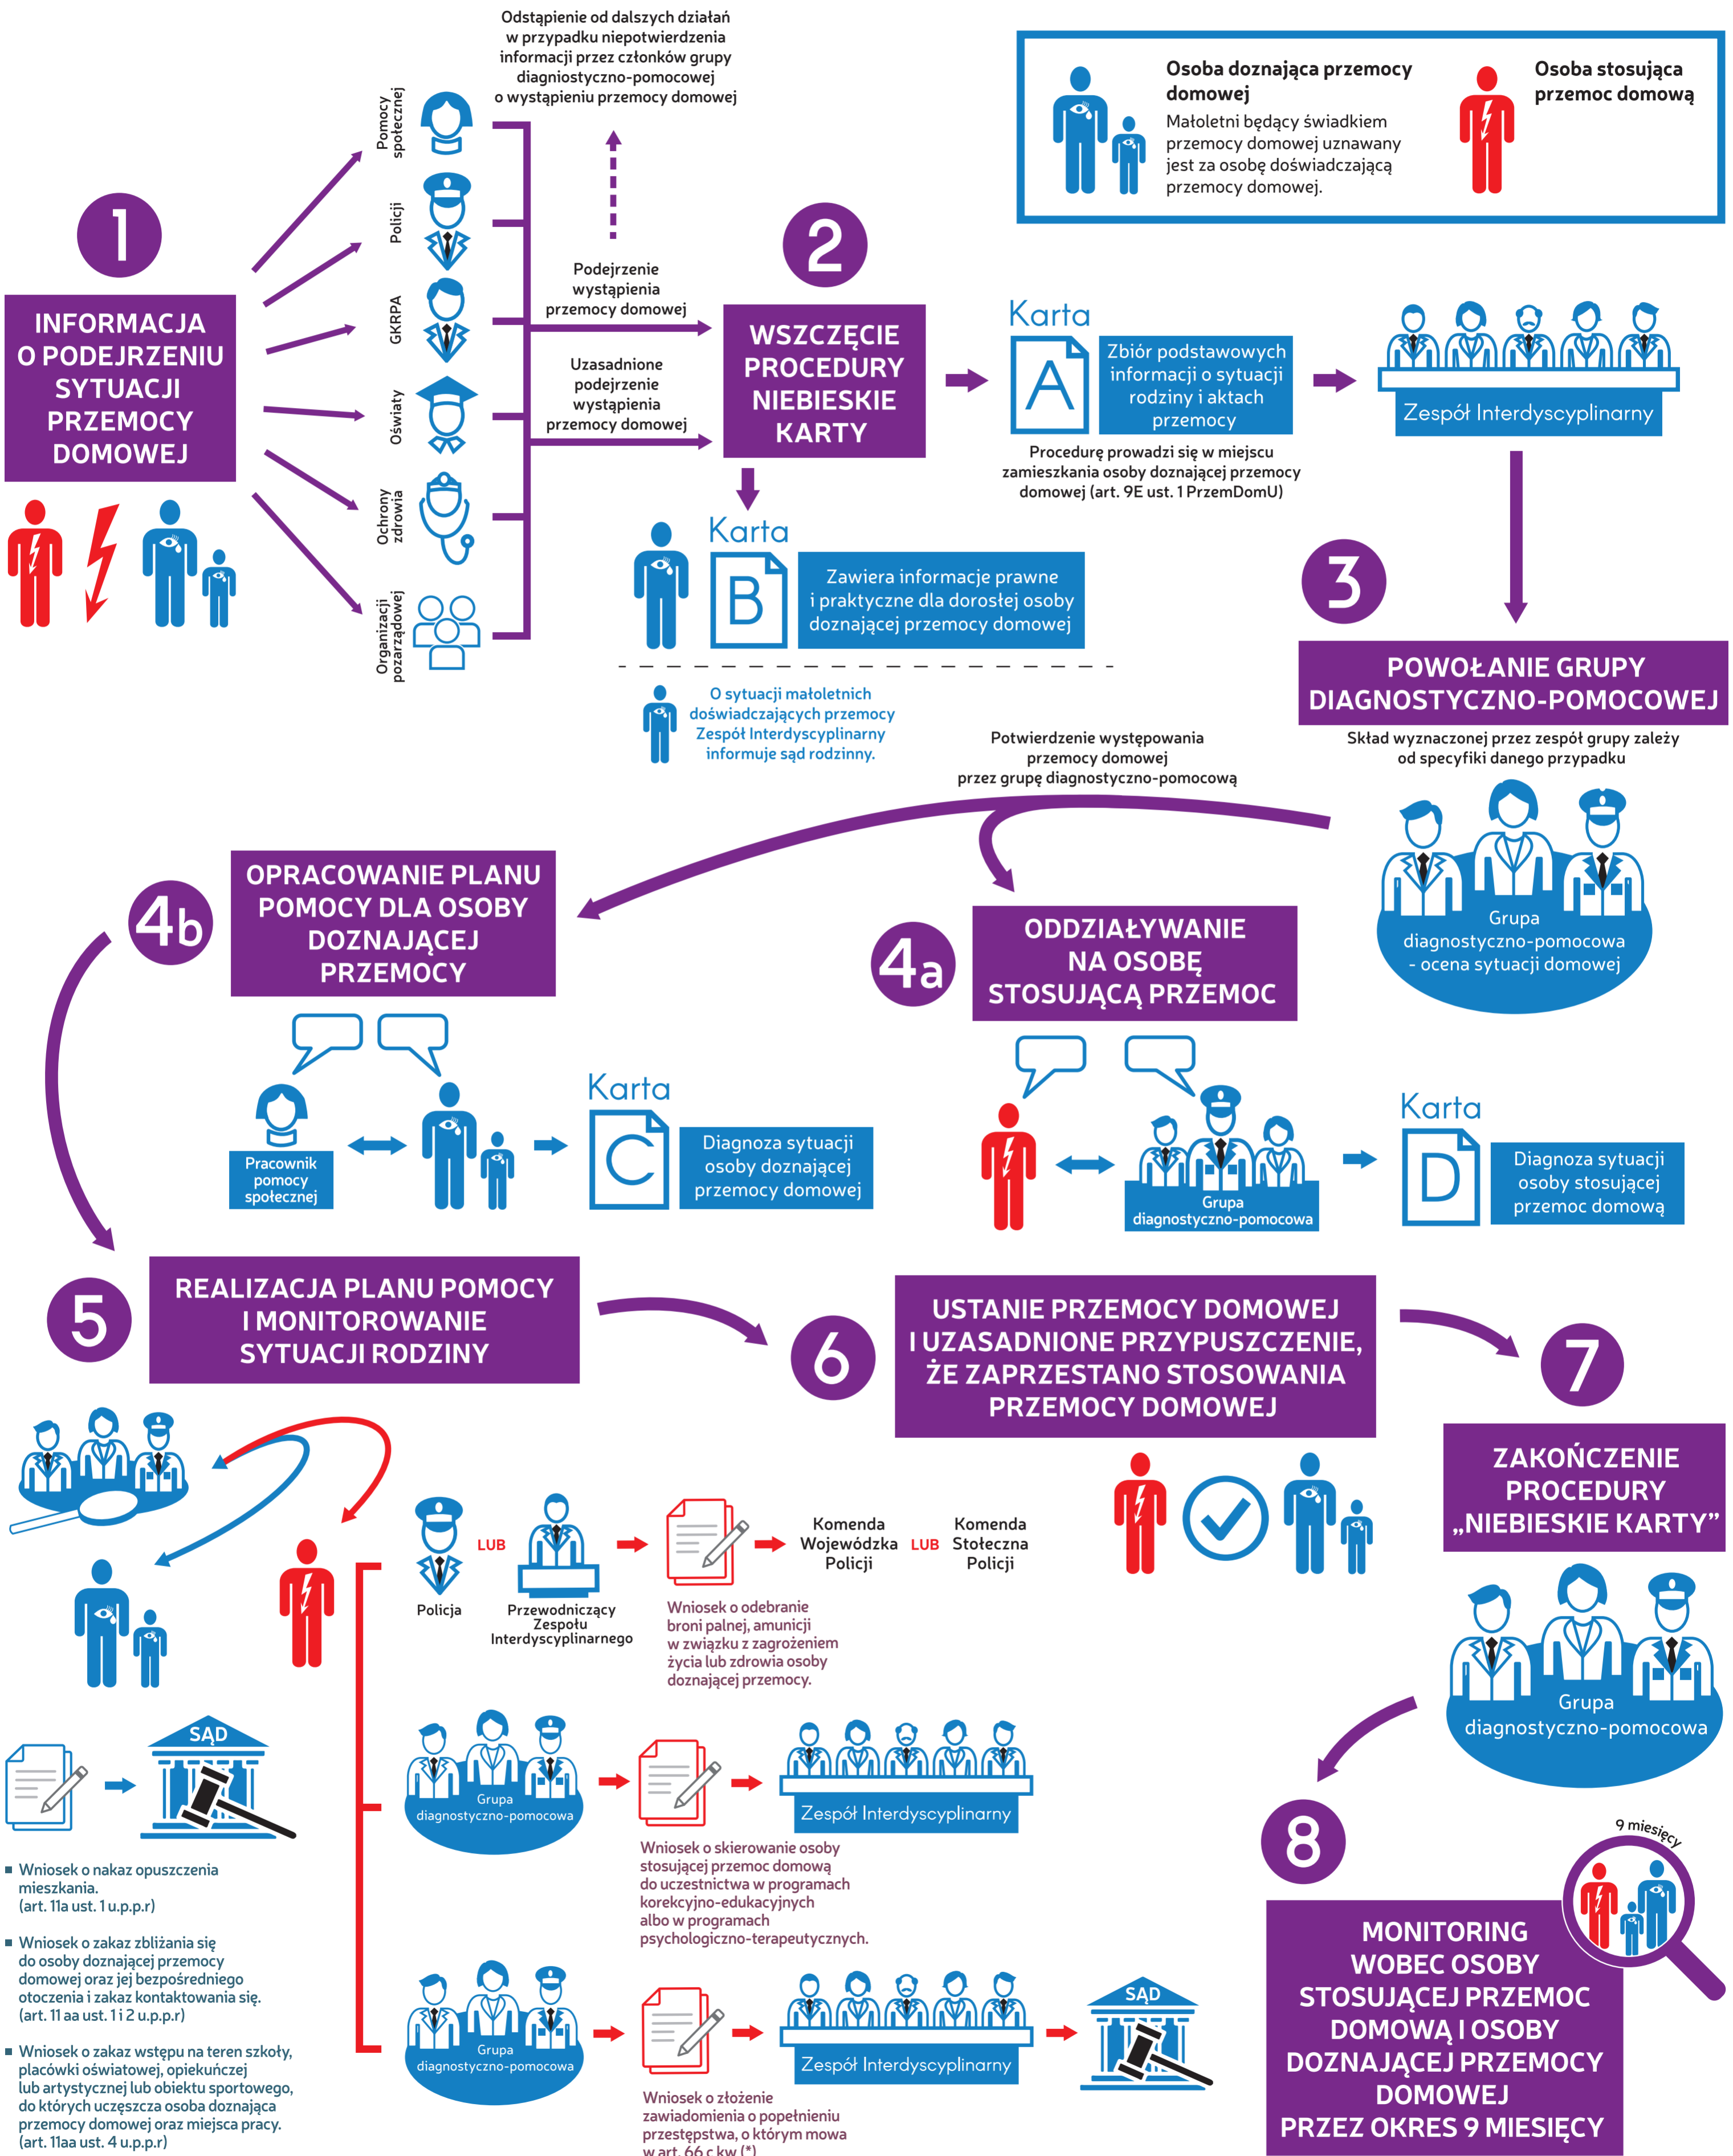 Odstąpienie od dalszych działań
w przypadku niepotwierdzenia
informacji przez członków grupy
diagniostyczno-pomocowej
o wystąpieniu przemocy domowej
Osoba doznająca przemocy
domowej
Małoletni będący świadkiem
przemocy domowej uznawany
jest za osobę doświadczającą
przemocy domowej.
Osoba stosująca
przemoc domową
1
INFORMACJA
O PODEJRZENIU
SYTUACJI
PRZEMOCY
DOMOWEJ
Pomocy
społecznej
Policji
GKRPA
Oświaty
Ochrony
zdrowia
Organizacji
pozarządowej
Podejrzenie
wystąpienia
przemocy domowej
Uzasadnione
podejrzenie
wystąpienia
przemocy domowej
2
WSZCZĘCIE
PROCEDURY
NIEBIESKIE
KARTY
Karta
A
Zbiór podstawowych
informacji o sytuacji
rodziny i aktach
przemocy
Procedurę prowadzi się w miejscu
zamieszkania osoby doznającej przemocy
domowej (art. 9E ust. 1 PrzemDomU)
Zespół Interdyscyplinarny
Karta
B
Zawiera informacje prawne
i praktyczne dla dorosłej osoby
doznającej przemocy domowej
O sytuacji małoletnich
doświadczających przemocy
Zespół Interdyscyplinarny
informuje sąd rodzinny.
3
POWOŁANIE GRUPY
DIAGNOSTYCZNO-POMOCOWEJ
Skład wyznaczonej przez zespół grupy zależy
od specyfiki danego przypadku
Grupa
diagnostyczno-pomocowa
- ocena sytuacji domowej
Potwierdzenie występowania
przemocy domowej
przez grupę diagnostyczno-pomocową
4b
OPRACOWANIE PLANU
POMOCY DLA OSOBY
DOZNAJĄCEJ
PRZEMOCY
4a
ODDZIAŁYWANIE
NA OSOBĘ
STOSUJĄCĄ PRZEMOC
Pracownik
pomocy
społecznej
Karta
C
Diagnoza sytuacji
osoby doznającej
przemocy domowej
Grupa
diagnostyczno-pomocowa
Karta
D
Diagnoza sytuacji
osoby stosującej
przemoc domową
5
REALIZACJA PLANU POMOCY
I MONITOROWANIE
SYTUACJI RODZINY
6
USTANIE PRZEMOCY DOMOWEJ
I UZASADNIONE PRZYPUSZCZENIE,
ŻE ZAPRZESTANO STOSOWANIA
PRZEMOCY DOMOWEJ
7
ZAKOŃCZENIE
PROCEDURY
„NIEBIESKIE KARTY”
Grupa
diagnostyczno-pomocowa
Policja
LUB
Przewodniczący
Zespołu
Interdyscyplinarnego
Wniosek o odebranie
broni palnej, amunicji
w związku z zagrożeniem
życia lub zdrowia osoby
doznającej przemocy.
Komenda
Wojewódzka
Policji
LUB
Komenda
Stołeczna
Policji
SĄD
■ Wniosek o nakaz opuszczenia
mieszkania.
(art. 11a ust. 1 u.p.p.r)
■ Wniosek o zakaz zbliżania się
do osoby doznającej przemocy
domowej oraz jej bezpośredniego
otoczenia i zakaz kontaktowania się.
(art. 11 aa ust. 1 i 2 u.p.p.r)
■ Wniosek o zakaz wstępu na teren szkoły,
placówki oświatowej, opiekuńczej
lub artystycznej lub obiektu sportowego,
do których uczęszcza osoba doznająca
przemocy domowej oraz miejsca pracy.
(art. 11aa ust. 4 u.p.p.r)
Grupa
diagnostyczno-pomocowa
Wniosek o skierowanie osoby
stosującej przemoc domową
do uczestnictwa w programach
korekcyjno-edukacyjnych
albo w programach
psychologiczno-terapeutycznych.
Zespół Interdyscyplinarny
Grupa
diagnostyczno-pomocowa
Wniosek o złożenie
zawiadomienia o popełnieniu
przestępstwa, o którym mowa
w art. 66 c kw (*)
Zespół Interdyscyplinarny
SĄD
8
9 miesięcy
MONITORING
WOBEC OSOBY
STOSUJĄCEJ PRZEMOC
DOMOWĄ I OSOBY
DOZNAJĄCEJ PRZEMOCY
DOMOWEJ
PRZEZ OKRES 9 MIESIĘCY